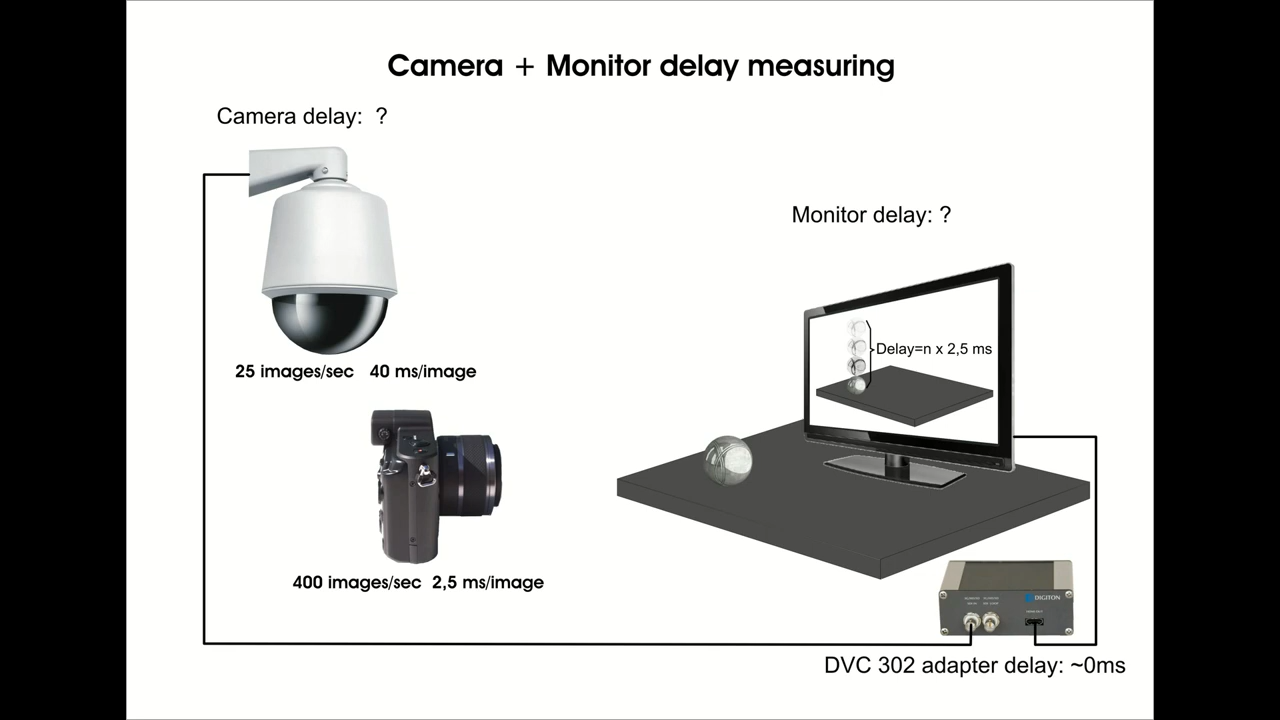 Camera + Monitor delay measuring
Camera delay: ?
Monitor delay: ?
Delay=n x 2,5 ms
25 images/sec 40 ms/image
400 images/sec 2,5 ms/image
DIGITON
DVC 302 adapter delay: ~0ms